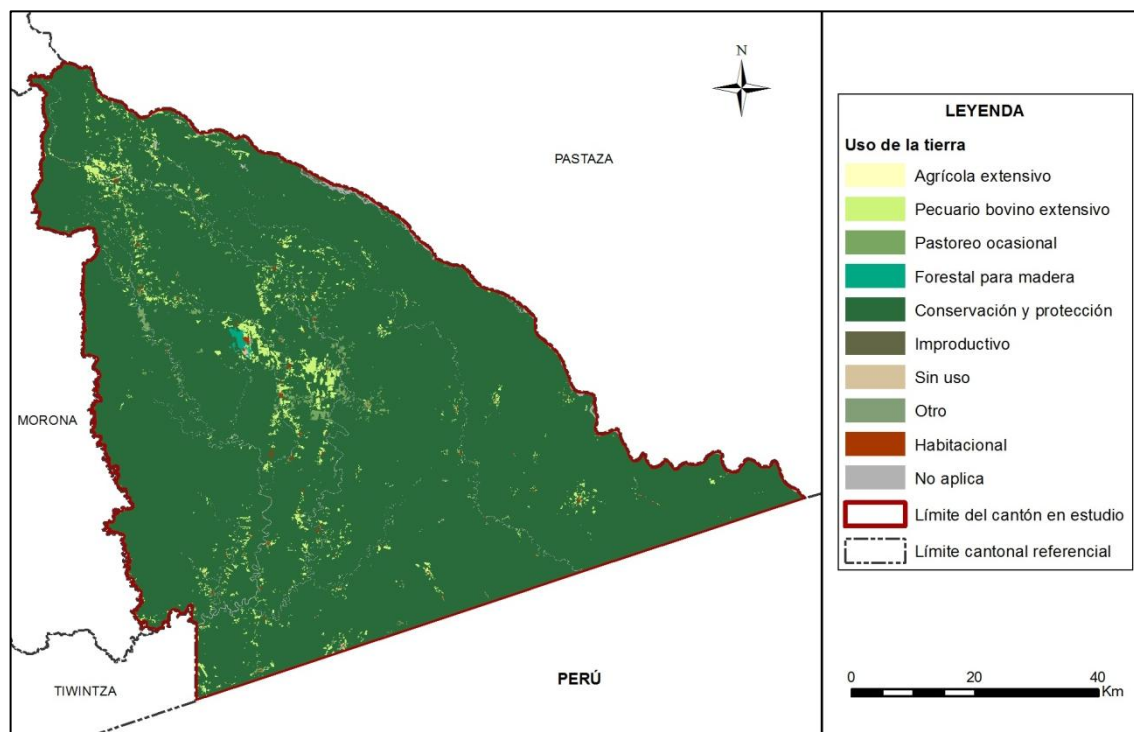 N
PASTAZA
MORONA
TIWINTZA
PERÚ
LEYENDA
Uso de la tierra
Agrícola extensivo
Pecuario bovino extensivo
Pastoreo ocasional
Forestal para madera
Conservación y protección
Improductivo
Sin uso
Otro
Habitacional
No aplica
Límite del cantón en estudio
Límite cantonal referencial
0 20 40
Km